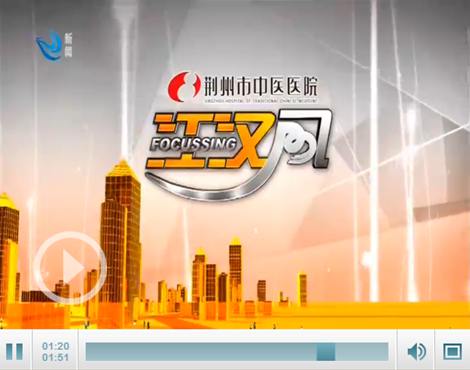 新闻
荆州市中医医院
JINGZHOU HOSPITAL OF TRADITIONAL CHINESE MEDICINE
江汉风
FOCUSSING
01:20
01:51